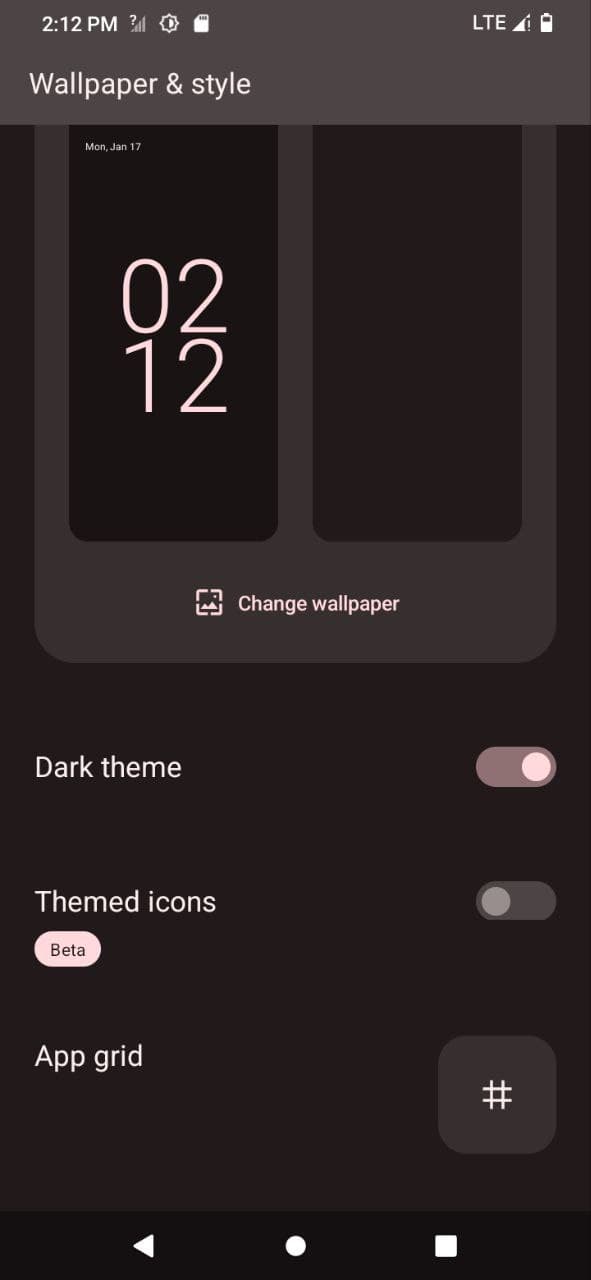 2:12 PM LTE
Wallpaper & style
Mon, Jan 17
02
12
Change wallpaper
Dark theme
Themed icons
Beta
App grid